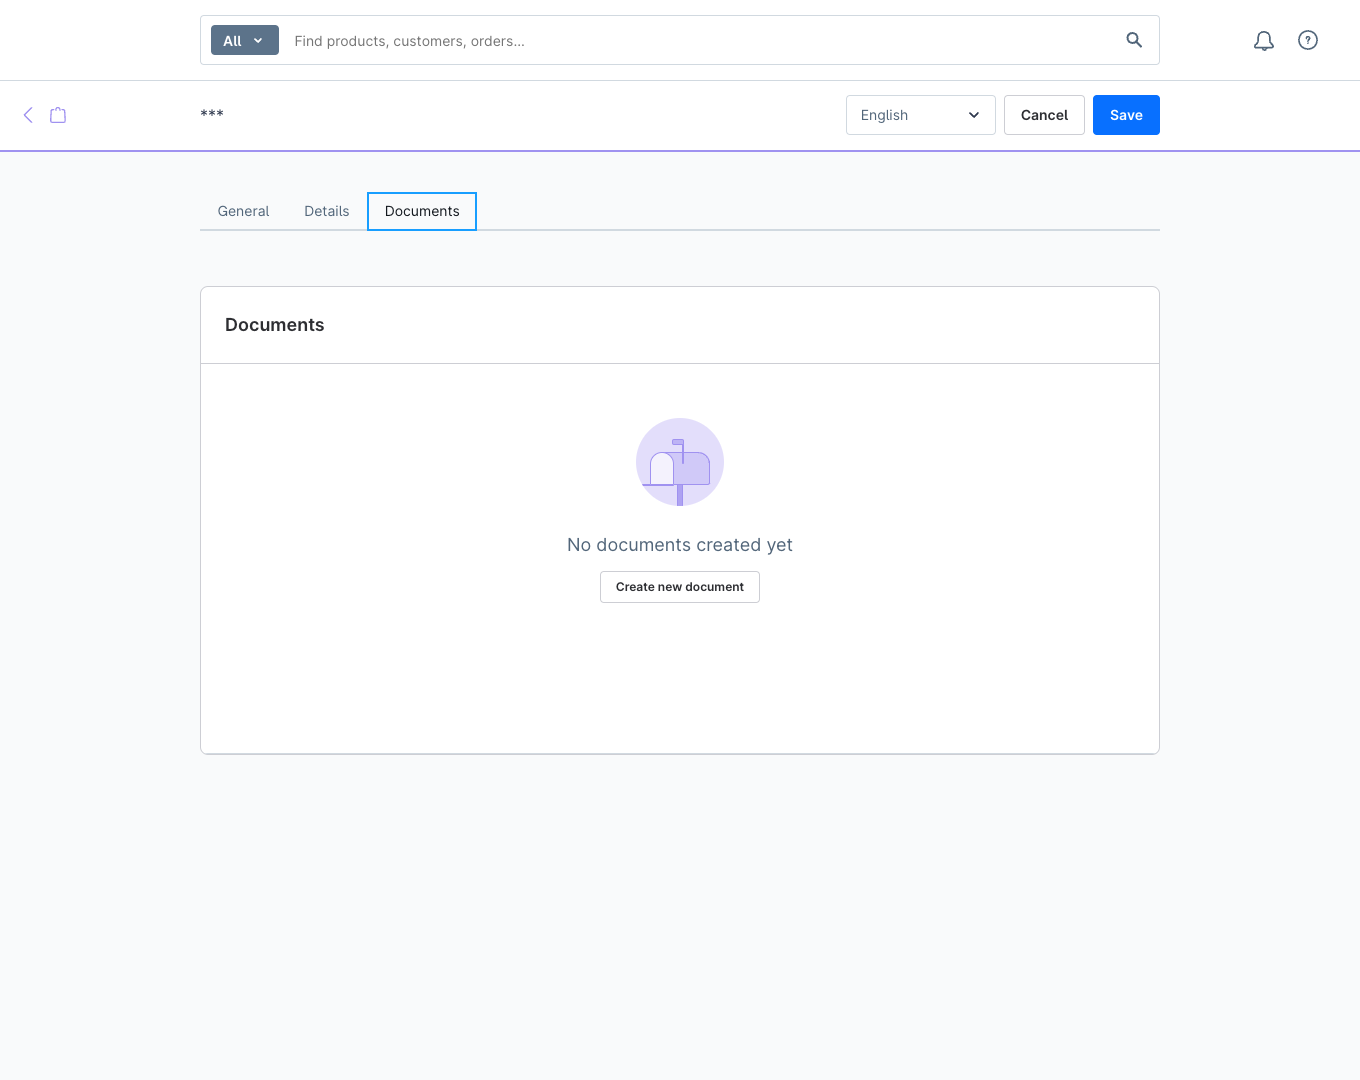 All
Find products, customers, orders...
***
English
Cancel
Save
General
Details
Documents
Documents
No documents created yet
Create new document